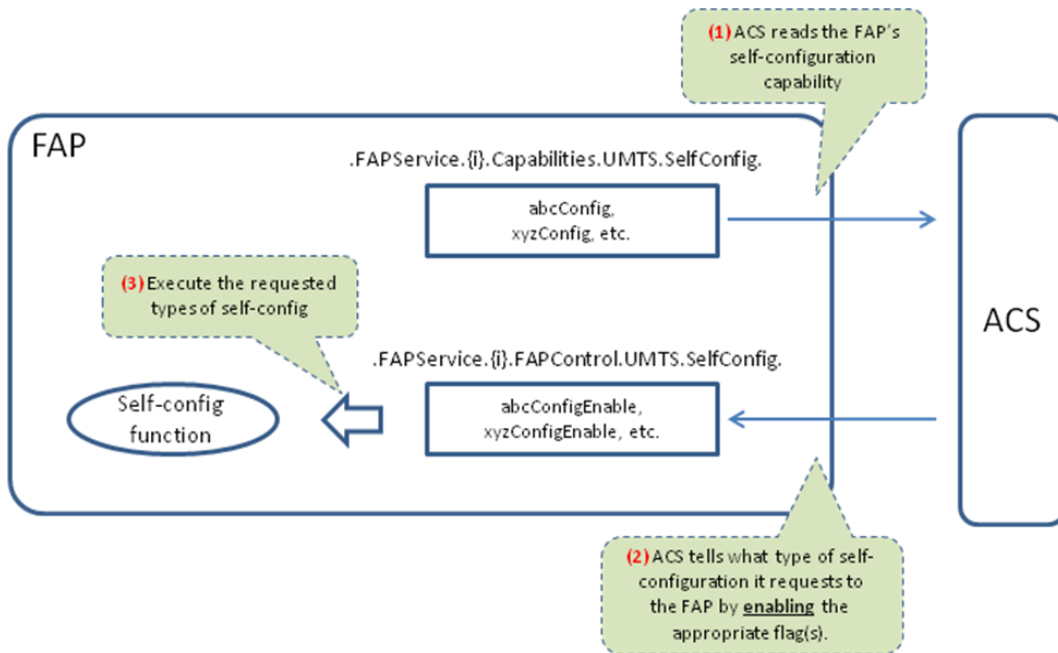 (1) ACS reads the FAP's
self-configuration
capability
FAP
.FAPService.{i}.Capabilities.UMTS.SelfConfig.
abcConfig,
xyzConfig, etc.
(3) Execute the requested
types of self-config
ACS
.FAPService.{i}.FAPControl.UMTS.SelfConfig.
Self-config
function
abcConfigEnable,
xyzConfigEnable, etc.
(2) ACS tells what type of self-
configuration it requests to
the FAP by enabling the
appropriate flag(s).